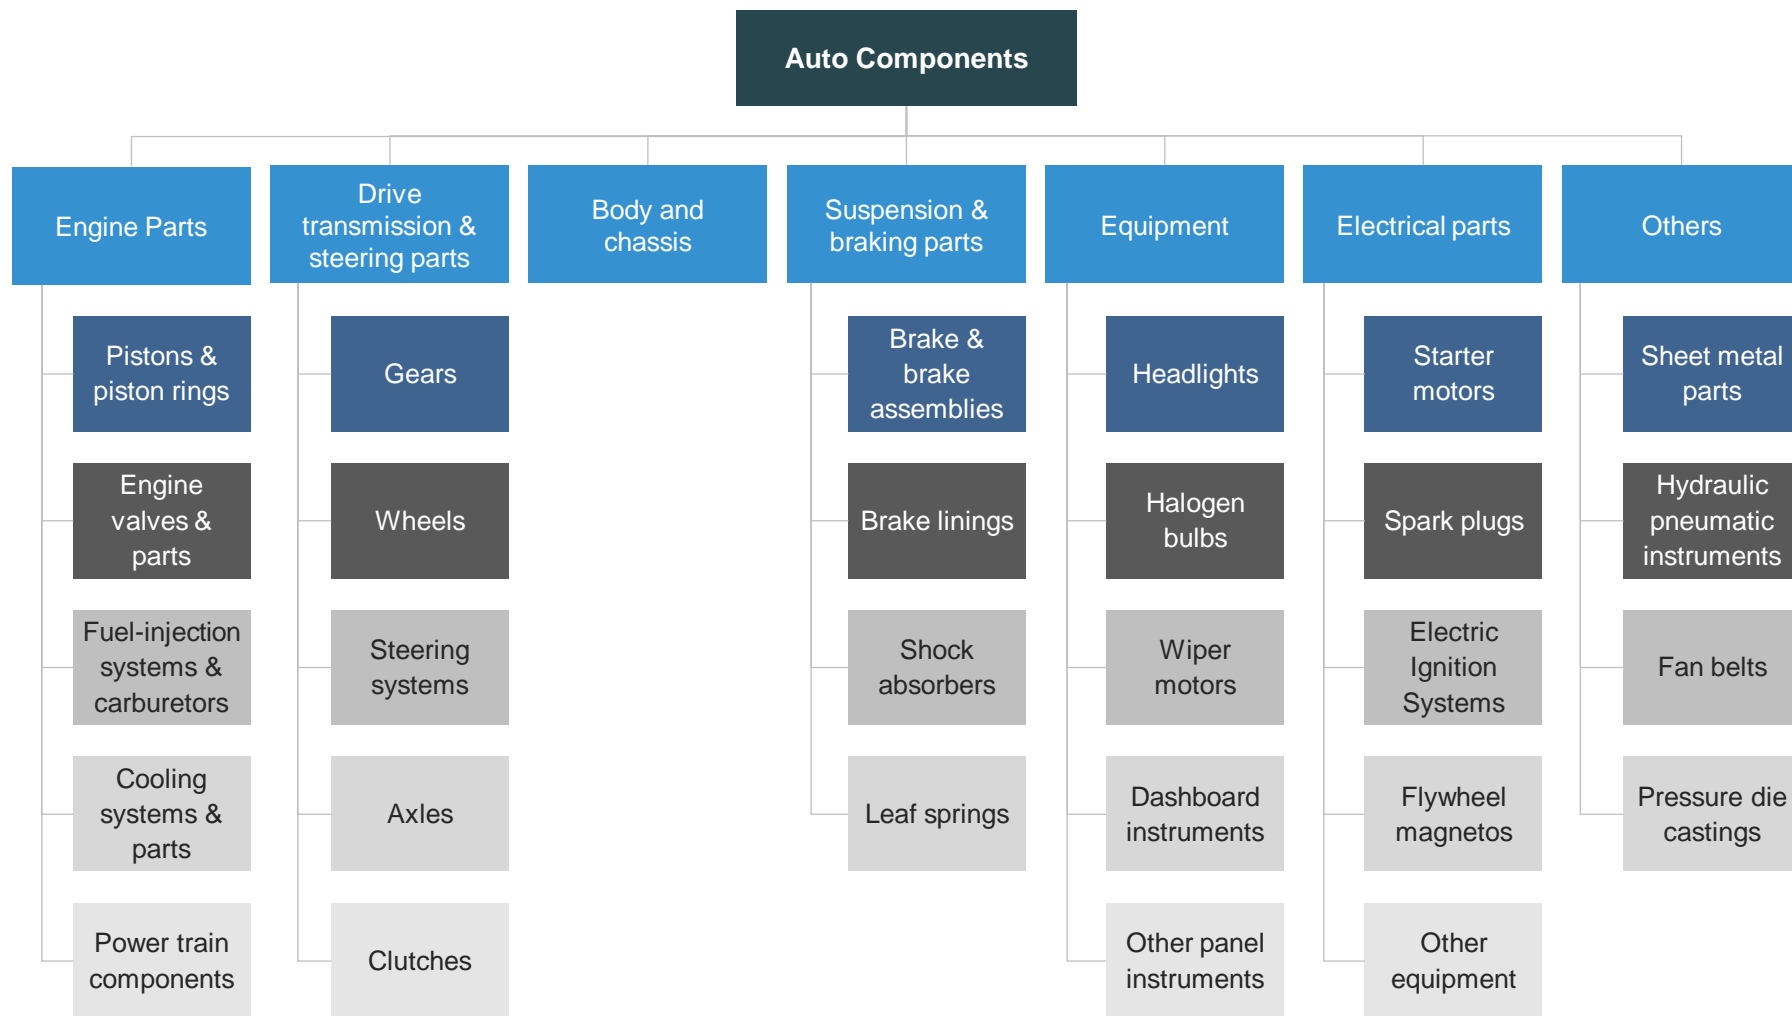 Auto Components
Engine Parts
Drive
transmission &
steering parts
Body and
chassis
Suspension &
braking parts
Equipment
Electrical parts
Others
Pistons &
piston rings
Gears
Brake &
brake
assemblies
Headlights
Starter
motors
Sheet metal
parts
Engine
valves &
parts
Wheels
Brake linings
Halogen
bulbs
Spark plugs
Hydraulic
pneumatic
instruments
Fuel-injection
systems &
carburetors
Steering
systems
Shock
absorbers
Wiper
motors
Electric
Ignition
Systems
Fan belts
Cooling
systems &
parts
Axles
Leaf springs
Dashboard
instruments
Flywheel
magnetos
Pressure die
castings
Power train
components
Clutches
Other panel
instruments
Other
equipment